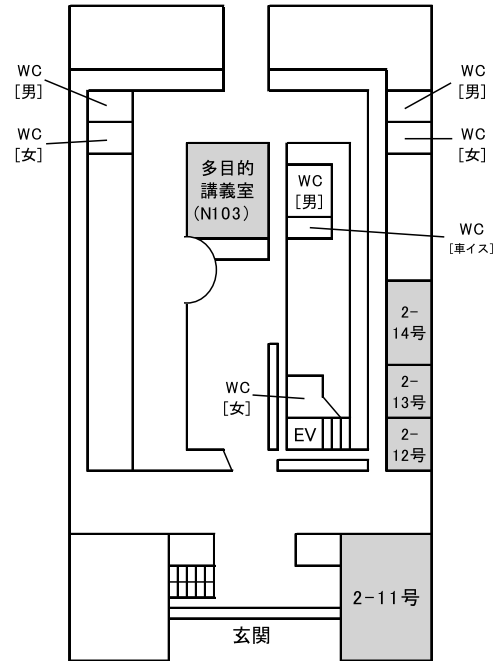 WC
[男]
WC
[女]
WC
[男]
WC
[女]
多目的
講義室
(N103)
WC
[男]
WC
[車イス]
2-
14号
2-
13号
2-
12号
WC
[女]
EV
2-11号
玄関